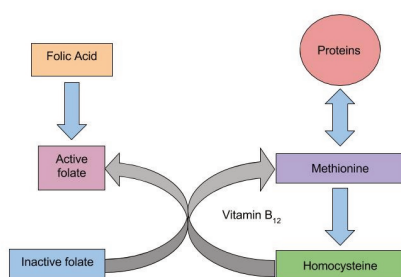 Folic Acid
Proteins
Active
folate
Methionine
Vitamin B12
Inactive folate
Homocysteine